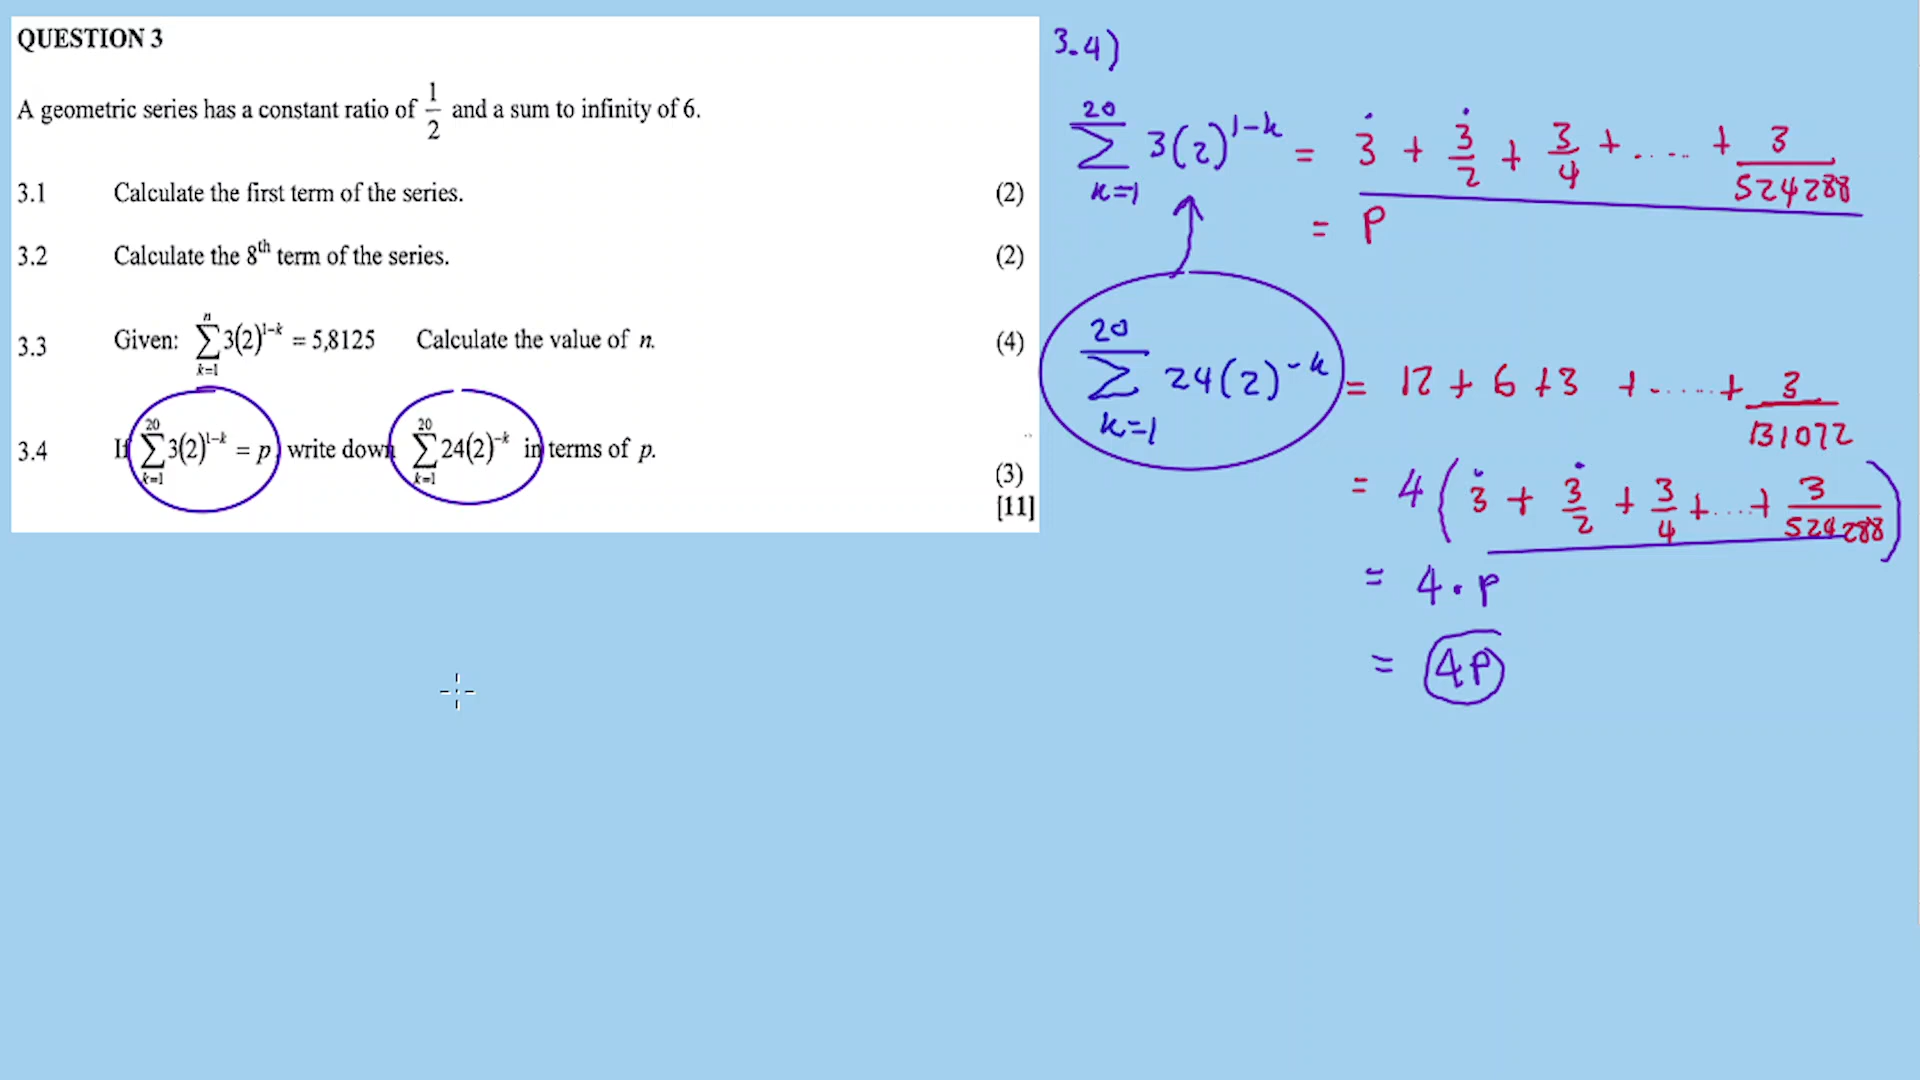 QUESTION 3
A geometric series has a constant ratio of 1/2 and a sum to infinity of 6.
3.1 Calculate the first term of the series. (2)
3.2 Calculate the 8th term of the series. (2)
3.3 Given: ∑_{k=1}^{n} 3(2)^{1-k} = 5,8125 Calculate the value of n. (4)
3.4 If ∑_{k=1}^{20} 3(2)^{1-k} = p, write down ∑_{k=1}^{20} 24(2)^{-k} in terms of p. (3)
[11]
3.4)
∑_{k=1}^{20} 3(2)^{1-k} = 3 + 3/2 + 3/4 + ..... + 3/524288
= P
∑_{k=1}^{20} 24(2)^{-k} = 12 + 6 + 3 + ...... + 3/131072
= 4 (3 + 3/2 + 3/4 + ..... + 3/524288)
= 4 . P
= 4P